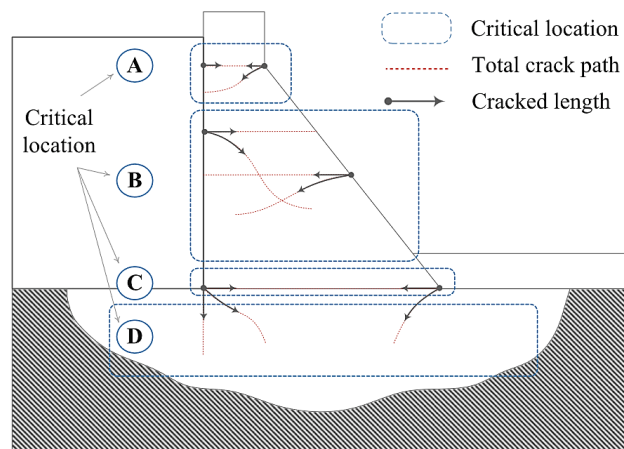 Critical location
Total crack path
Cracked length
A
Critical
location
B
C
D